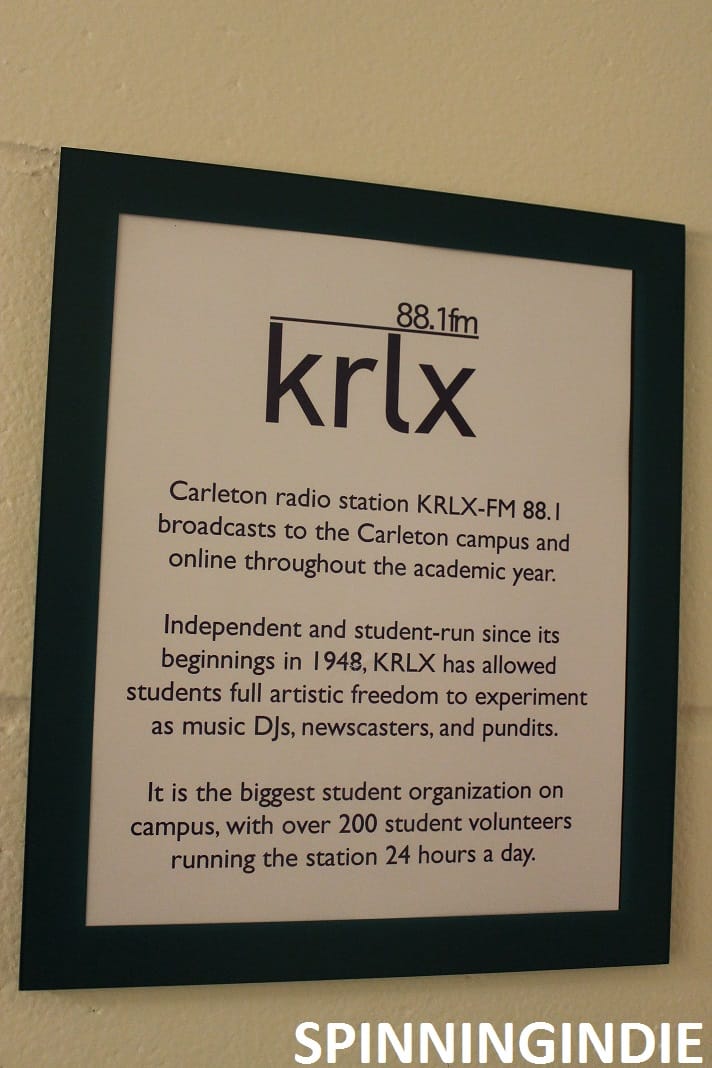 88.1fm
krlx
Carleton radio station KRLX-FM 88.1
broadcasts to the Carleton campus and
online throughout the academic year.
Independent and student-run since its
beginnings in 1948, KRLX has allowed
students full artistic freedom to experiment
as music DJs, newscasters, and pundits.
It is the biggest student organization on
campus, with over 200 student volunteers
running the station 24 hours a day.
SPINNINGINDIE